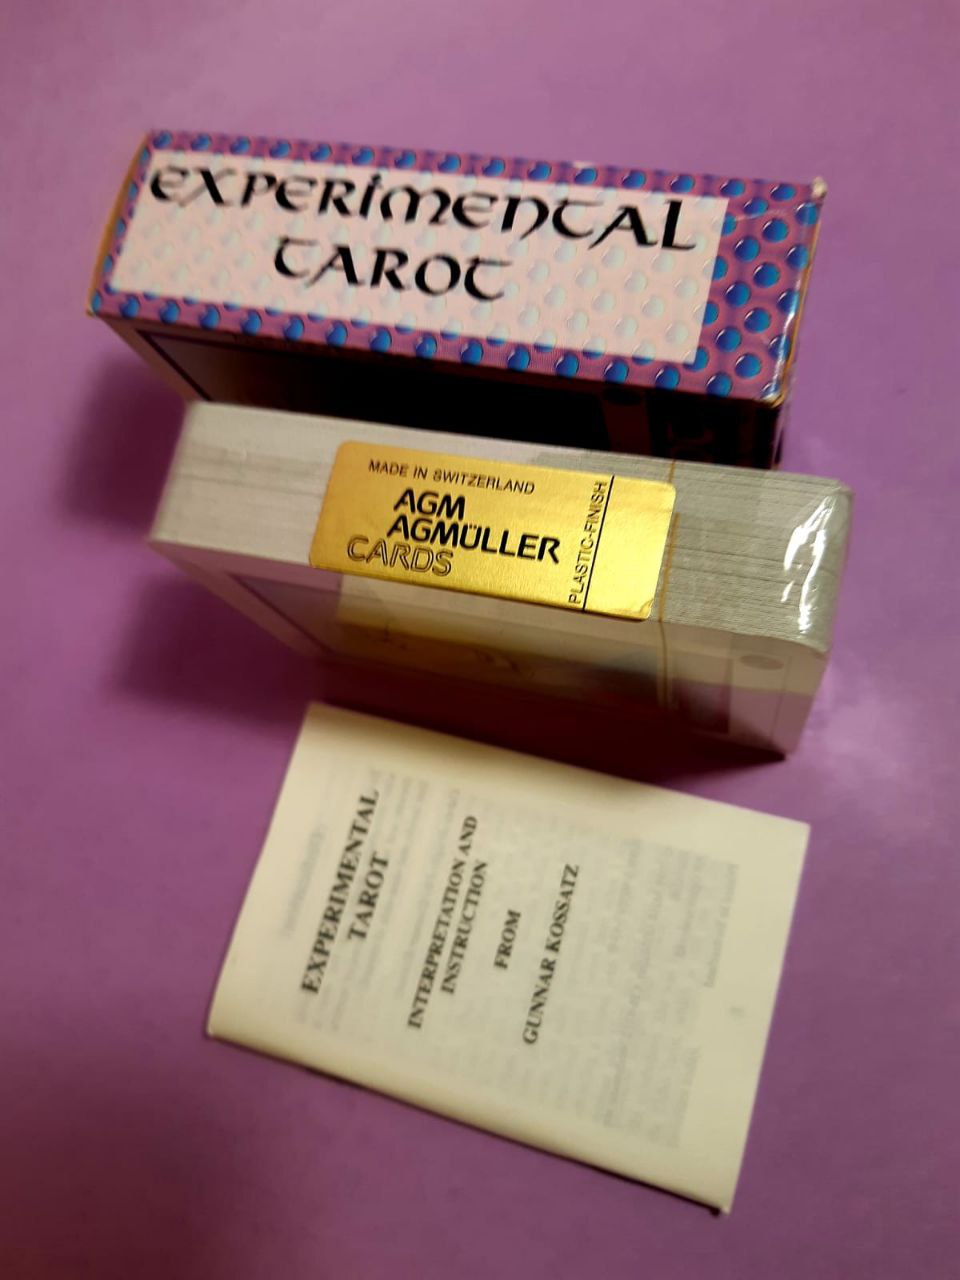 EXPERIMENTAL
TAROT
MADE IN SWITZERLAND
AGM
AGMÜLLER
CARDS
PLASTIC-FINISH
EXPERIMENTAL
TAROT
INTERPRETATION AND
INSTRUCTION
FROM
GUNNAR KOSSATZ